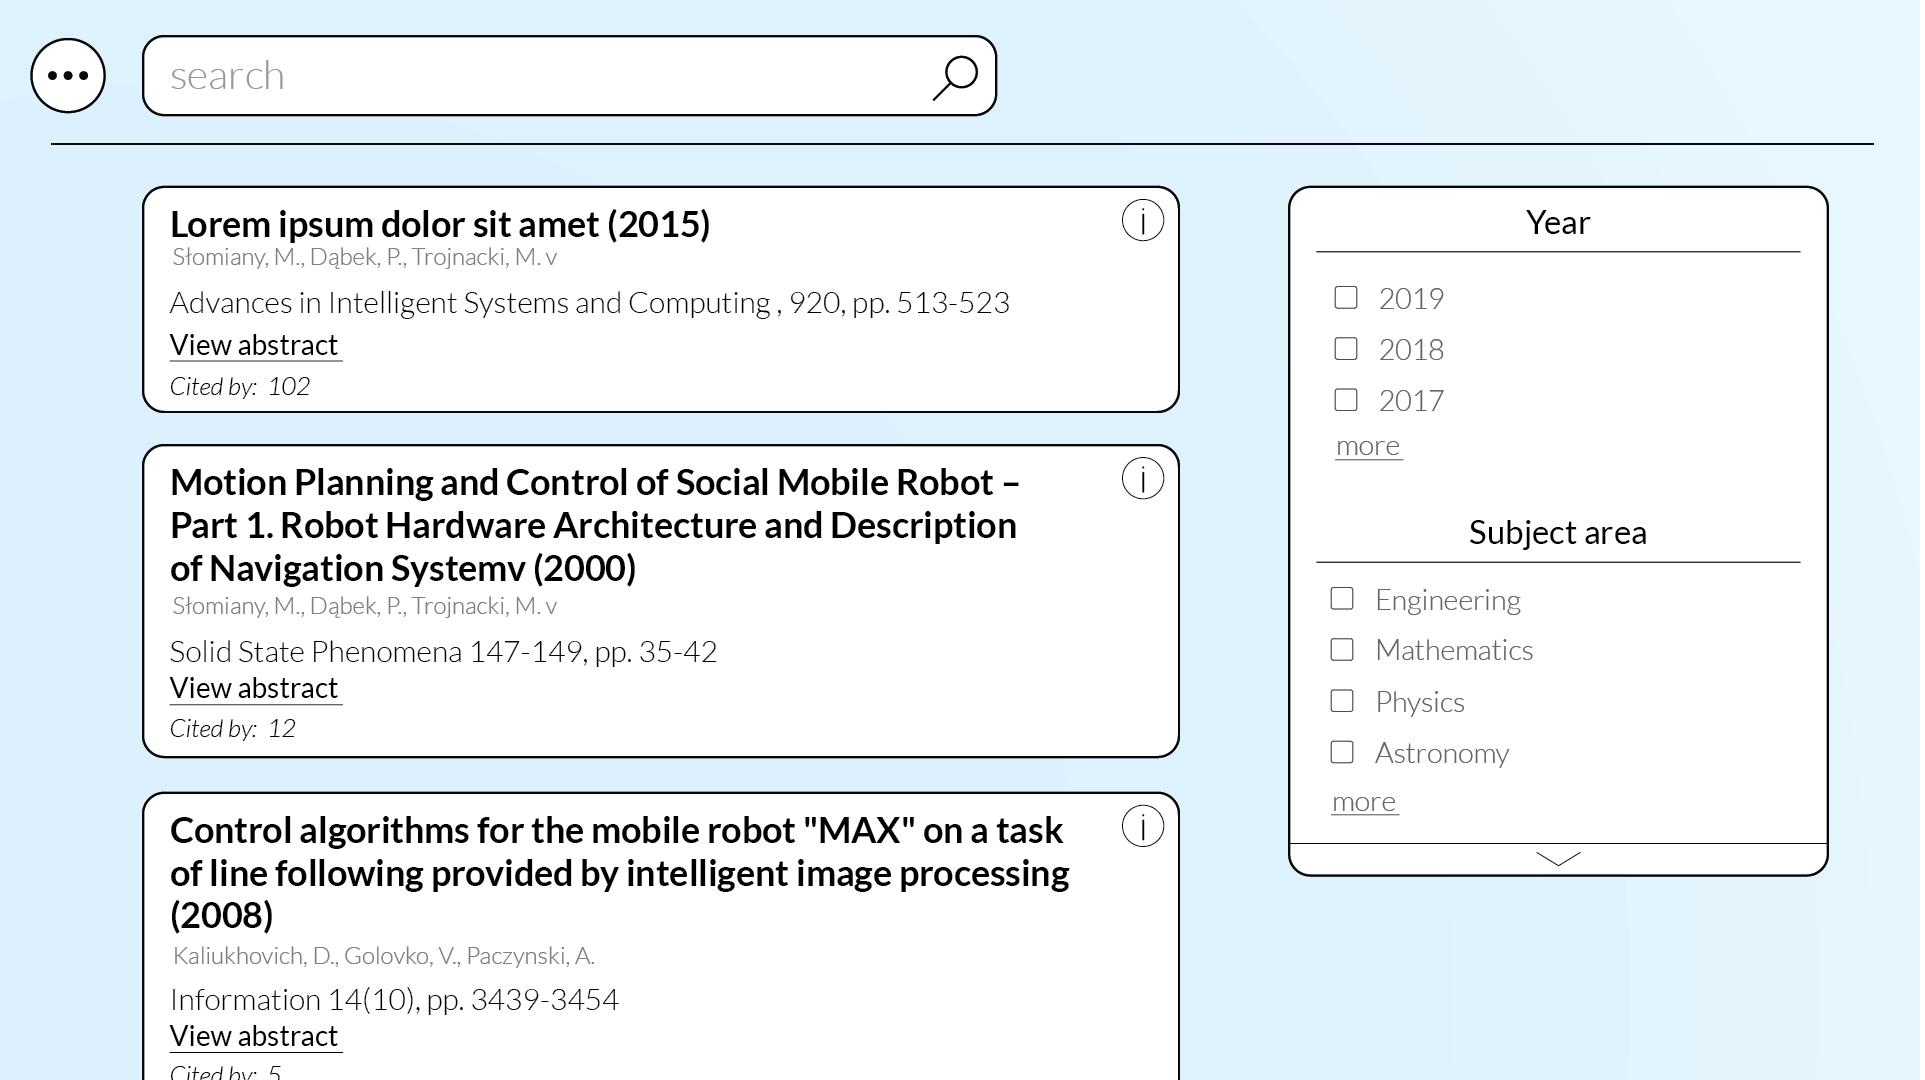 search
Lorem ipsum dolor sit amet (2015)
Słomiany, M., Dąbek, P., Trojnacki, M. v
Advances in Intelligent Systems and Computing , 920, pp. 513-523
View abstract
Cited by: 102
Motion Planning and Control of Social Mobile Robot –
Part 1. Robot Hardware Architecture and Description
of Navigation Systemv (2000)
Słomiany, M., Dąbek, P., Trojnacki, M. v
Solid State Phenomena 147-149, pp. 35-42
View abstract
Cited by: 12
Control algorithms for the mobile robot "MAX" on a task
of line following provided by intelligent image processing
(2008)
Kaliukhovich, D., Golovko, V., Paczynski, A.
Information 14(10), pp. 3439-3454
View abstract
Cited by: 5
Year
2019
2018
2017
more
Subject area
Engineering
Mathematics
Physics
Astronomy
more